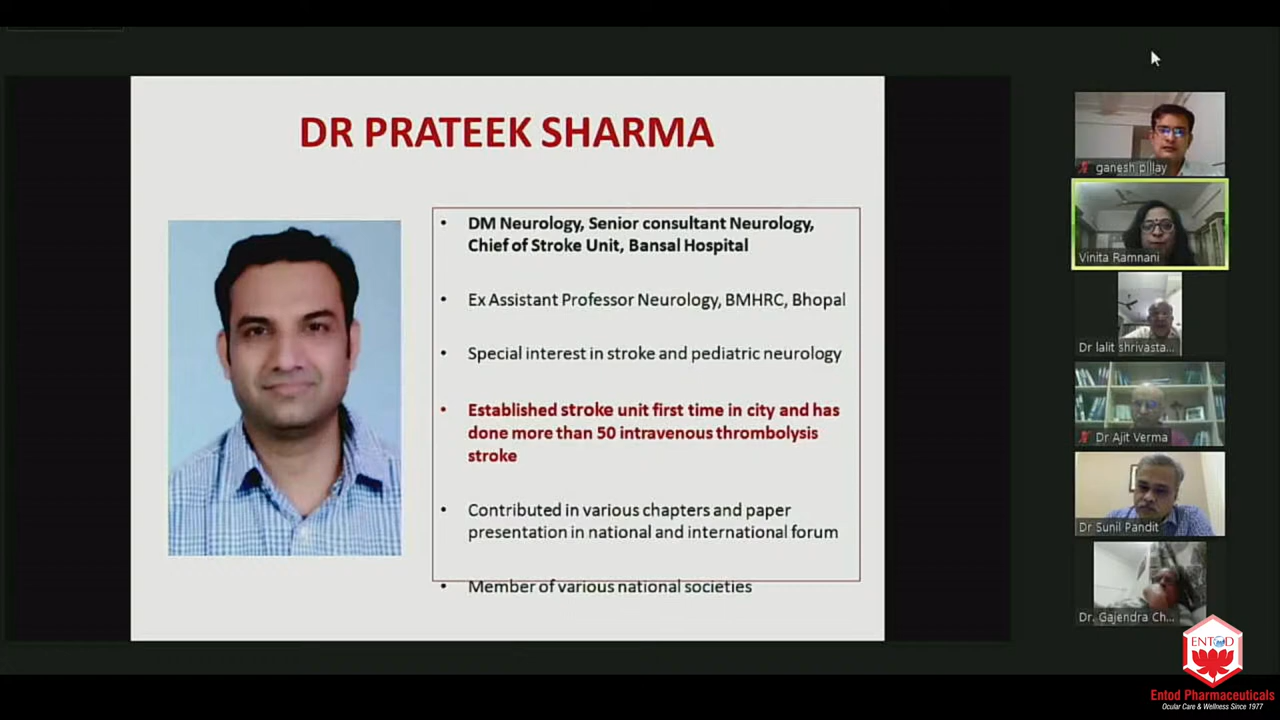 DR PRATEEK SHARMA
• DM Neurology, Senior consultant Neurology,
Chief of Stroke Unit, Bansal Hospital
• Ex Assistant Professor Neurology, BMHRC, Bhopal
• Special interest in stroke and pediatric neurology
• Established stroke unit first time in city and has
done more than 50 intravenous thrombolysis
stroke
• Contributed in various chapters and paper
presentation in national and international forum
• Member of various national societies
ganesh pillay
Vinita Ramnani
Dr lalit shrivasta...
Dr Ajit Verma
Dr Sunil Pandit
Dr. Gajendra Ch...
ENTOD
Entod Pharmaceuticals
Ocular Care & Wellness Since 1977